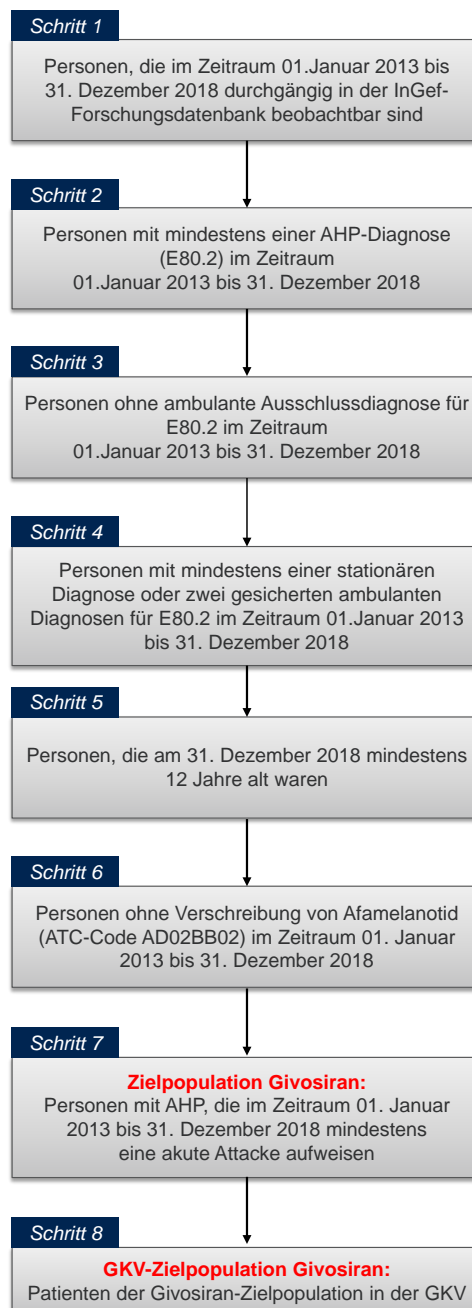 Schritt 1
Personen, die im Zeitraum 01.Januar 2013 bis
31. Dezember 2018 durchgängig in der InGef-
Forschungsdatenbank beobachtbar sind
Schritt 2
Personen mit mindestens einer AHP-Diagnose
(E80.2) im Zeitraum
01.Januar 2013 bis 31. Dezember 2018
Schritt 3
Personen ohne ambulante Ausschlussdiagnose für
E80.2 im Zeitraum
01.Januar 2013 bis 31. Dezember 2018
Schritt 4
Personen mit mindestens einer stationären
Diagnose oder zwei gesicherten ambulanten
Diagnosen für E80.2 im Zeitraum 01.Januar 2013
bis 31. Dezember 2018
Schritt 5
Personen, die am 31. Dezember 2018 mindestens
12 Jahre alt waren
Schritt 6
Personen ohne Verschreibung von Afamelanotid
(ATC-Code AD02BB02) im Zeitraum 01. Januar
2013 bis 31. Dezember 2018
Schritt 7
Zielpopulation Givosiran:
Personen mit AHP, die im Zeitraum 01. Januar
2013 bis 31. Dezember 2018 mindestens
eine akute Attacke aufweisen
Schritt 8
GKV-Zielpopulation Givosiran:
Patienten der Givosiran-Zielpopulation in der GKV